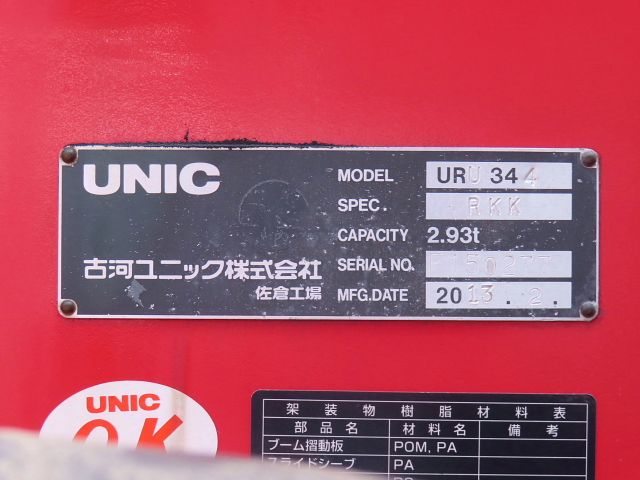 UNIC
MODEL URU 344
SPEC. RKK
CAPACITY 2.93t
古河ユニック株式会社
SERIAL NO.
佐倉工場
MFG.DATE 2013.2.
UNIC
OK
架装物樹脂材料表
部品名 材料名 備考
ブーム摺動板 POM, PA
スライドシーブ PA